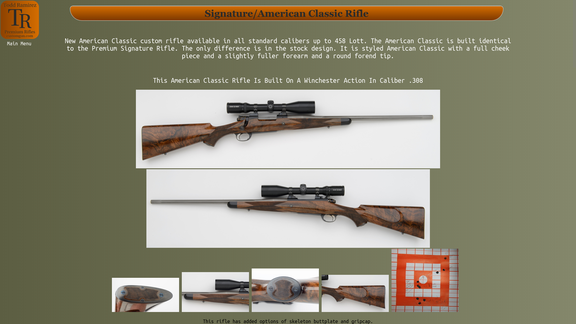 Signature/American Classic Rifle
TR
Main Menu
New American Classic custom rifle available in all standard calibers up to 458 Lott. The American Classic is built identical
to the Premium Signature Rifle. The only difference is in the stock design. It is styled American Classic with a full cheek
piece and a slightly fuller forearm and a round forend tip.
This American Classic Rifle Is Built On A Winchester Action In Caliber .308
This rifle has added options of skeleton buttplate and gripcap.